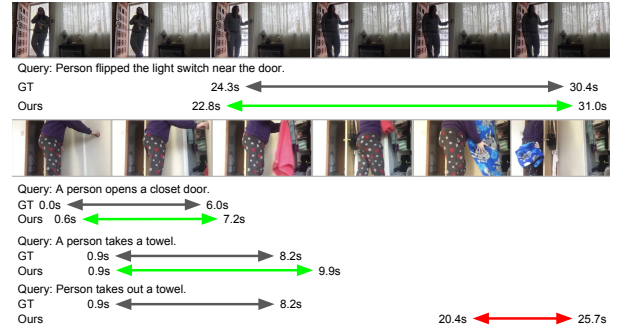 Query: Person flipped the light switch near the door.
GT 24.3s 30.4s
Ours 22.8s 31.0s
Query: A person opens a closet door.
GT 0.0s 6.0s
Ours 0.6s 7.2s
Query: A person takes a towel.
GT 0.9s 8.2s
Ours 0.9s 9.9s
Query: Person takes out a towel.
GT 0.9s 8.2s
Ours 20.4s 25.7s